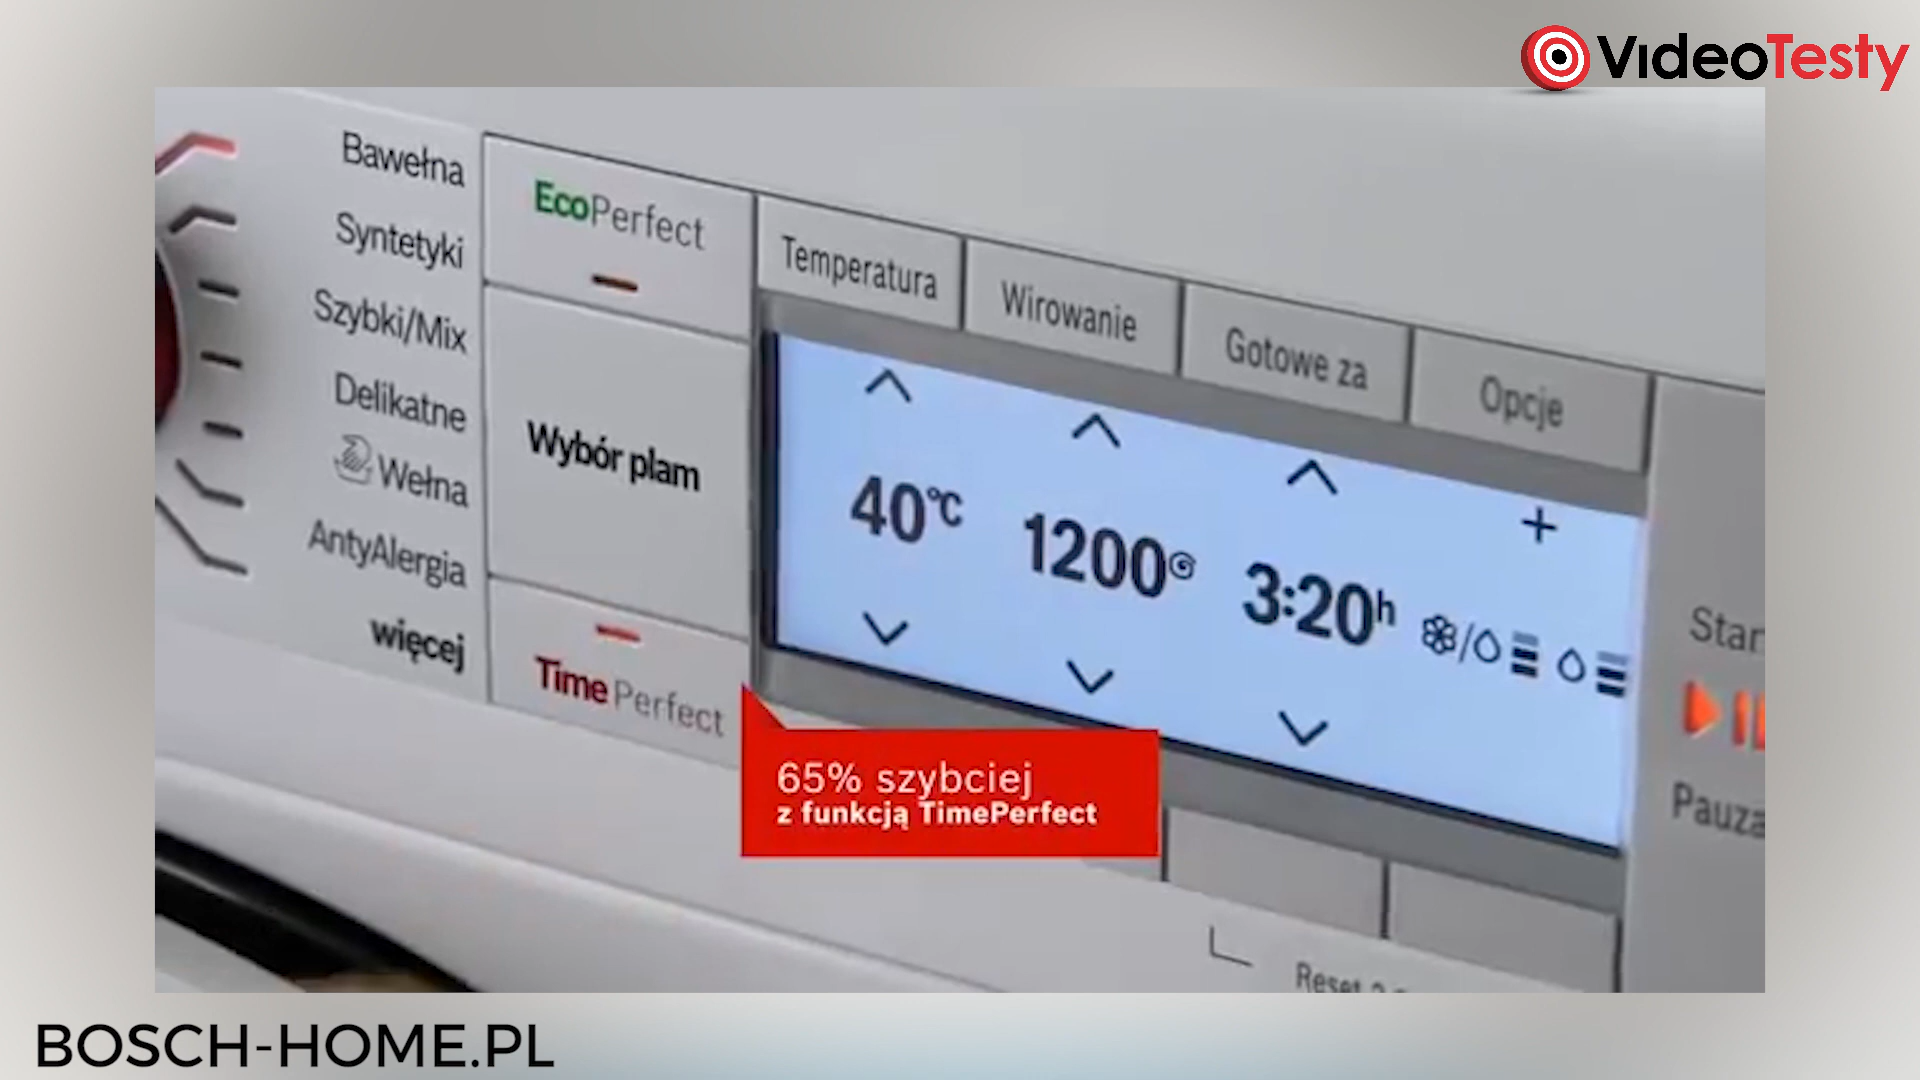 VideoTesty
Bawełna
Syntetyki
Szybki/Mix
Delikatne
Wełna
AntyAlergia
więcej
EcoPerfect
Wybór plam
Time Perfect
Temperatura
Wirowanie
Gotowe za
Opcje
40°C
1200
3:20h
+
/
Pauza
65% szybciej
z funkcją TimePerfect
Reset
BOSCH-HOME.PL